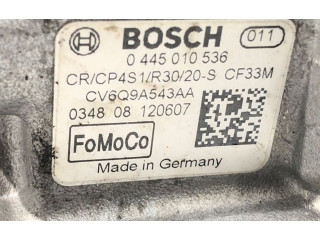 BOSCH
011
0 445 010 536
CR/CP4S1/R30/20-S CF33M
CV6Q9A543AA
0348 08 120607
FoMoCo
Made in Germany